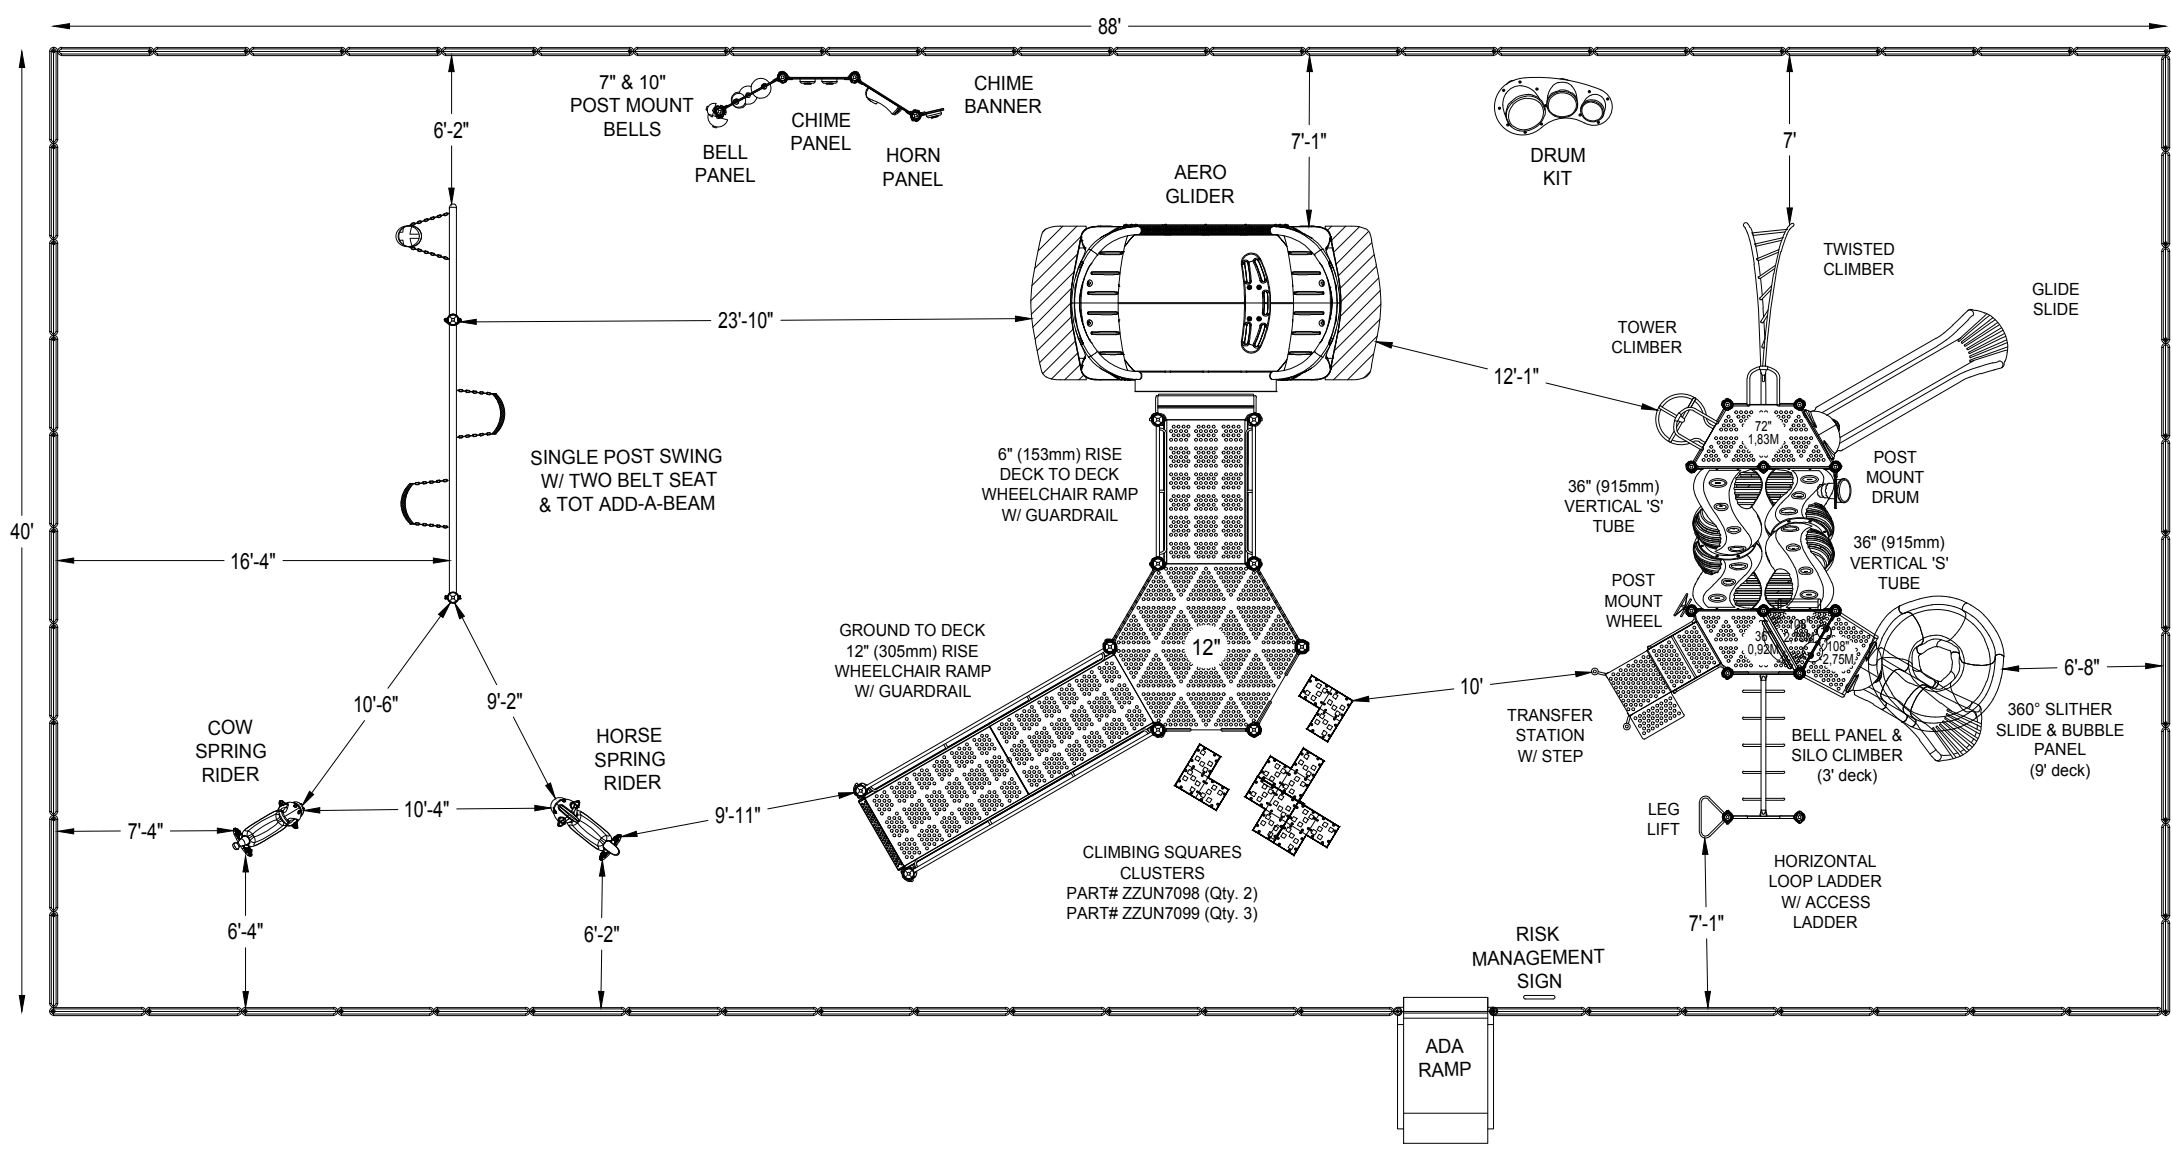 88'
40'
6'-2"
7" & 10"
POST MOUNT
BELLS
BELL
PANEL
CHIME
PANEL
HORN
PANEL
CHIME
BANNER
7'-1"
DRUM
KIT
7'
AERO
GLIDER
TWISTED
CLIMBER
GLIDE
SLIDE
TOWER
CLIMBER
23'-10"
12'-1"
72"
1,83M
SINGLE POST SWING
W/ TWO BELT SEAT
& TOT ADD-A-BEAM
6" (153mm) RISE
DECK TO DECK
WHEELCHAIR RAMP
W/ GUARDRAIL
36" (915mm)
VERTICAL 'S'
TUBE
POST
MOUNT
DRUM
36" (915mm)
VERTICAL 'S'
TUBE
16'-4"
POST
MOUNT
WHEEL
GROUND TO DECK
12" (305mm) RISE
WHEELCHAIR RAMP
W/ GUARDRAIL
12"
36"
0,92M
108"
2,75M
108"
2,75M
6'-8"
10'-6"
9'-2"
10'
COW
SPRING
RIDER
HORSE
SPRING
RIDER
TRANSFER
STATION
W/ STEP
BELL PANEL &
SILO CLIMBER
(3' deck)
360° SLITHER
SLIDE & BUBBLE
PANEL
(9' deck)
7'-4"
10'-4"
9'-11"
LEG
LIFT
CLIMBING SQUARES
CLUSTERS
PART# ZZUN7098 (Qty. 2)
PART# ZZUN7099 (Qty. 3)
HORIZONTAL
LOOP LADDER
W/ ACCESS
LADDER
6'-4"
6'-2"
7'-1"
RISK
MANAGEMENT
SIGN
ADA
RAMP